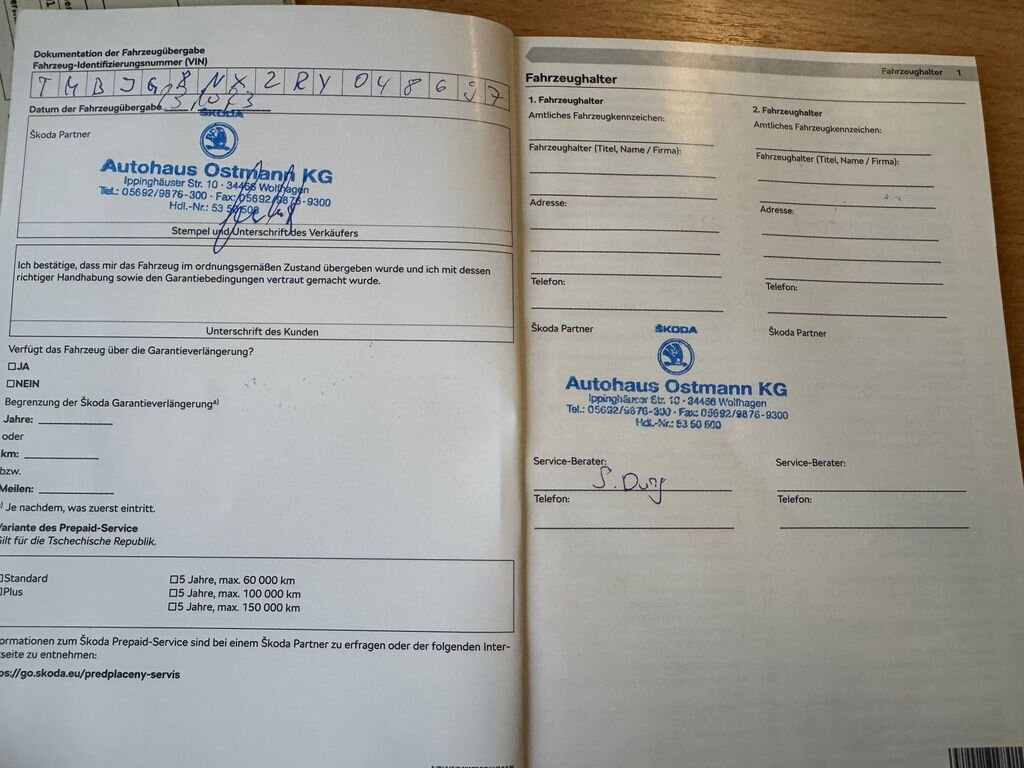 Dokumentation der Fahrzeugübergabe
Fahrzeug-Identifizierungsnummer (VIN)
T M B J G 8 N X 2 R Y 0 4 8 6 9 7
Datum der Fahrzeugübergabe
Škoda Partner
ŠKODA
Autohaus Ostmann KG
Ippinghäuser Str. 10 · 34466 Wolfhagen
Tel.: 05692/9876-300 · Fax: 05692/9876-9300
Hdl.-Nr.: 53 50 600
Stempel und Unterschrift des Verkäufers
Ich bestätige, dass mir das Fahrzeug im ordnungsgemäßen Zustand übergeben wurde und ich mit dessen
richtiger Handhabung sowie den Garantiebedingungen vertraut gemacht wurde.
Unterschrift des Kunden
Verfügt das Fahrzeug über die Garantieverlängerung?
☐JA
☐NEIN
Begrenzung der Škoda Garantieverlängerung a)
Jahre:
oder
km:
bzw.
Meilen:
Je nachdem, was zuerst eintritt.
Variante des Prepaid-Service
Gilt für die Tschechische Republik.
Standard
Plus
☐5 Jahre, max. 60 000 km
☐5 Jahre, max. 100 000 km
☐5 Jahre, max. 150 000 km
ormationen zum Škoda Prepaid-Service sind bei einem Škoda Partner zu erfragen oder der folgenden Inter-
seite zu entnehmen:
ps://go.skoda.eu/predplaceny-servis
Fahrzeughalter 1
Fahrzeughalter
1. Fahrzeughalter
Amtliches Fahrzeugkennzeichen:
Fahrzeughalter (Titel, Name / Firma):
Adresse:
Telefon:
Škoda Partner
ŠKODA
Autohaus Ostmann KG
Ippinghäuser Str. 10 · 34466 Wolfhagen
Tel.: 05692/9876-300 · Fax: 05692/9876-9300
Hdl.-Nr.: 53 50 600
Service-Berater:
Telefon:
2. Fahrzeughalter
Amtliches Fahrzeugkennzeichen:
Fahrzeughalter (Titel, Name / Firma):
Adresse:
Telefon:
Škoda Partner
Service-Berater:
Telefon: